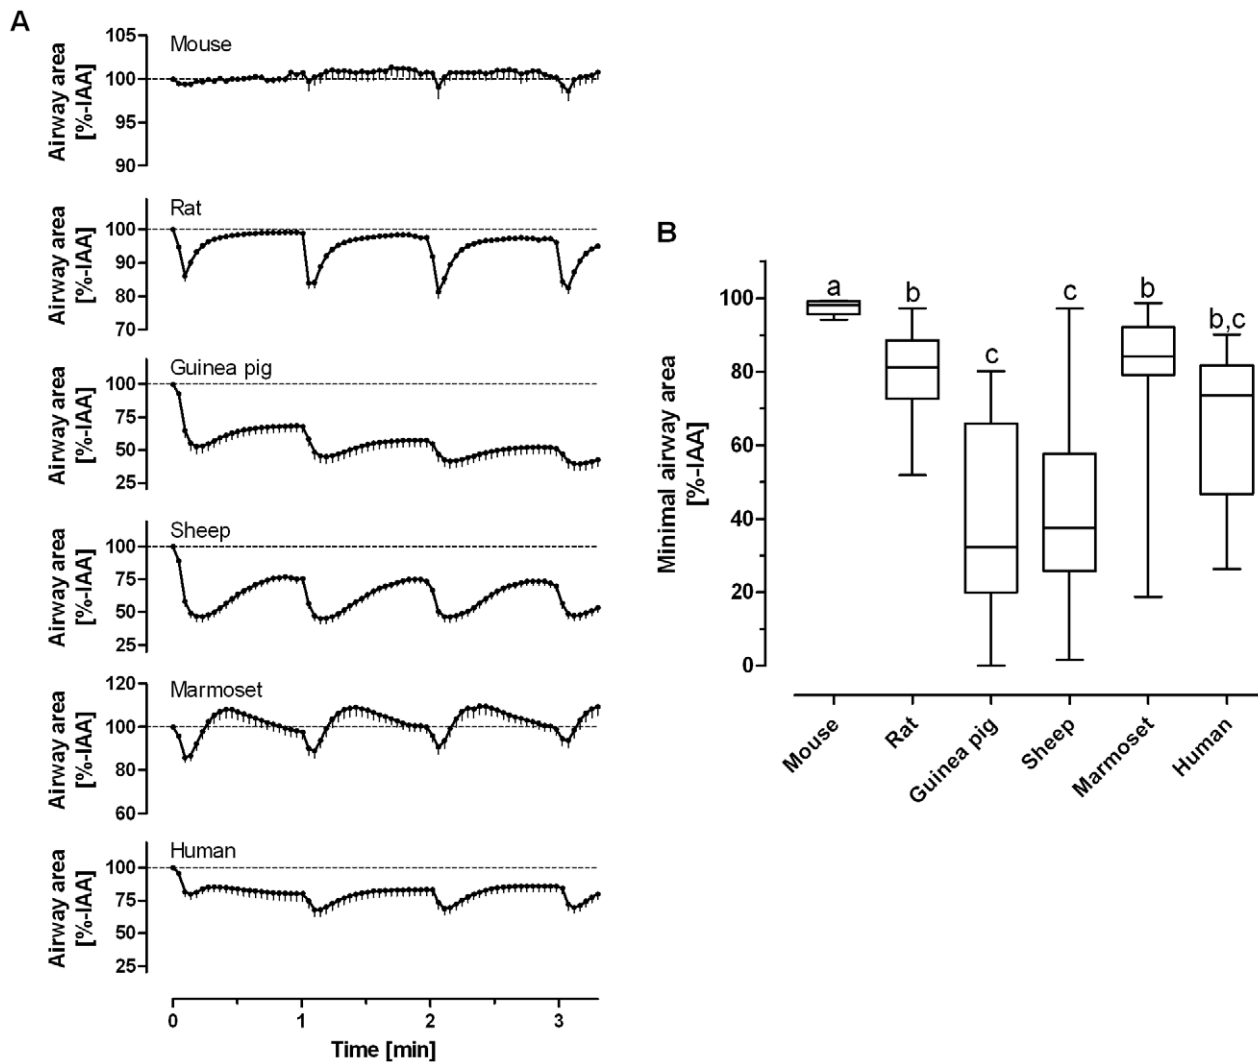 A
Airway area
[%-IAA]
Mouse
105
100
95
90
Airway area
[%-IAA]
Rat
100
90
80
70
Airway area
[%-IAA]
Guinea pig
100
75
50
25
Airway area
[%-IAA]
Sheep
100
75
50
25
Airway area
[%-IAA]
Marmoset
120
100
80
60
Airway area
[%-IAA]
Human
100
75
50
25
0 1 2 3
Time [min]
B
Minimal airway area
[%-IAA]
100
80
60
40
20
0
a b c c b b,c
Mouse
Rat
Guinea pig
Sheep
Marmoset
Human